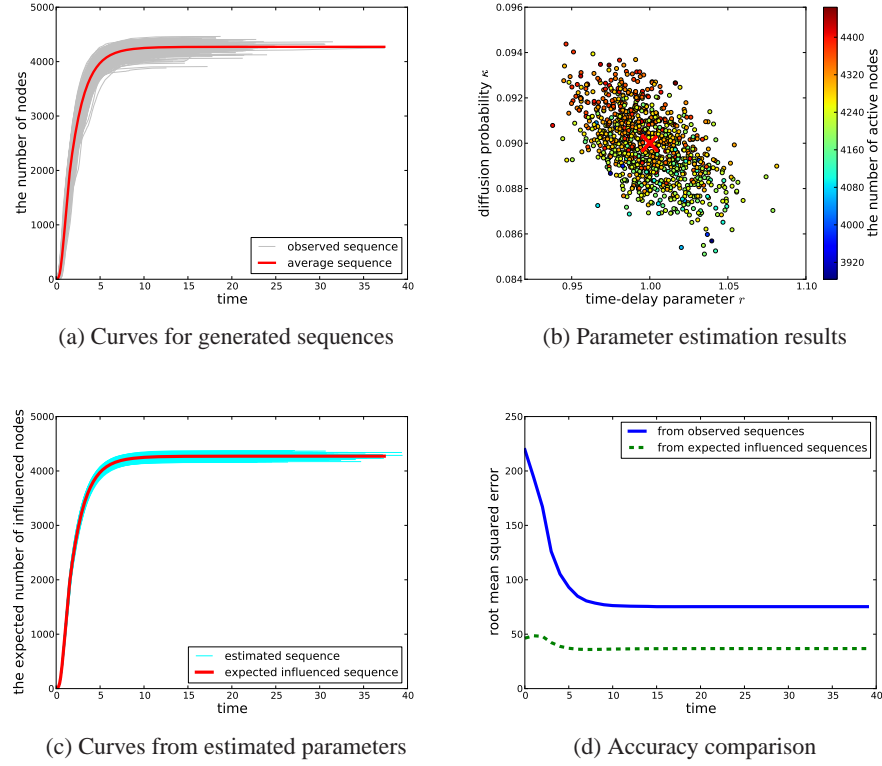 5000
4000
3000
2000
1000
0
the number of nodes
observed sequence
average sequence
0 5 10 15 20 25 30 35 40
time
(a) Curves for generated sequences
0.096
0.094
0.092
0.090
0.088
0.086
0.084
diffusion probability κ
0.95 1.00 1.05 1.10
time-delay parameter r
4400
4320
4240
4160
4080
4000
3920
the number of active nodes
(b) Parameter estimation results
5000
4000
3000
2000
1000
0
the expected number of influenced nodes
estimated sequence
expected influenced sequence
0 5 10 15 20 25 30 35 40
time
(c) Curves from estimated parameters
250
200
150
100
50
0
root mean squared error
from observed sequences
from expected influenced sequences
0 5 10 15 20 25 30 35 40
time
(d) Accuracy comparison